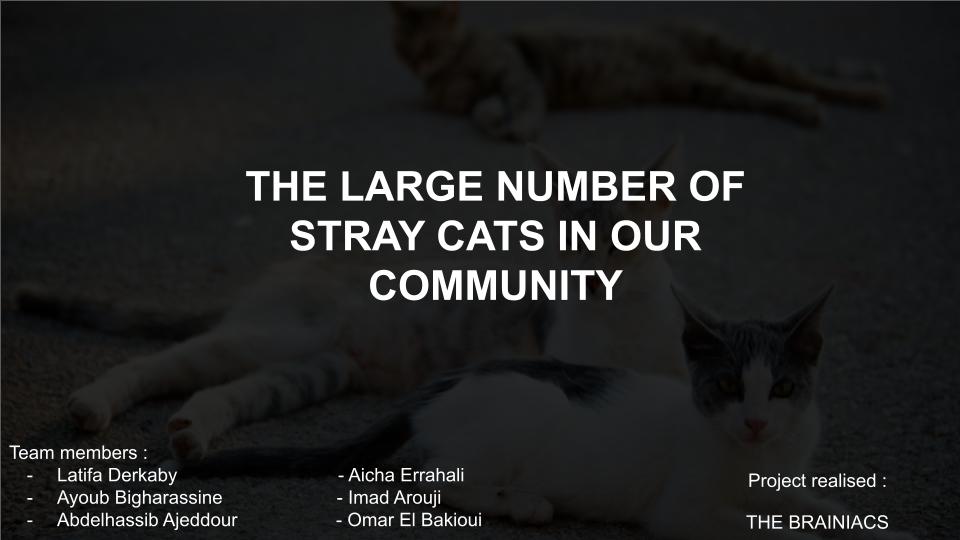 THE LARGE NUMBER OF
STRAY CATS IN OUR
COMMUNITY
Team members :
- Latifa Derkaby
- Ayoub Bigharassine
- Abdelhassib Ajeddour
- Aicha Errahali
- Imad Arouji
- Omar El Bakioui
Project realised :
THE BRAINIACS